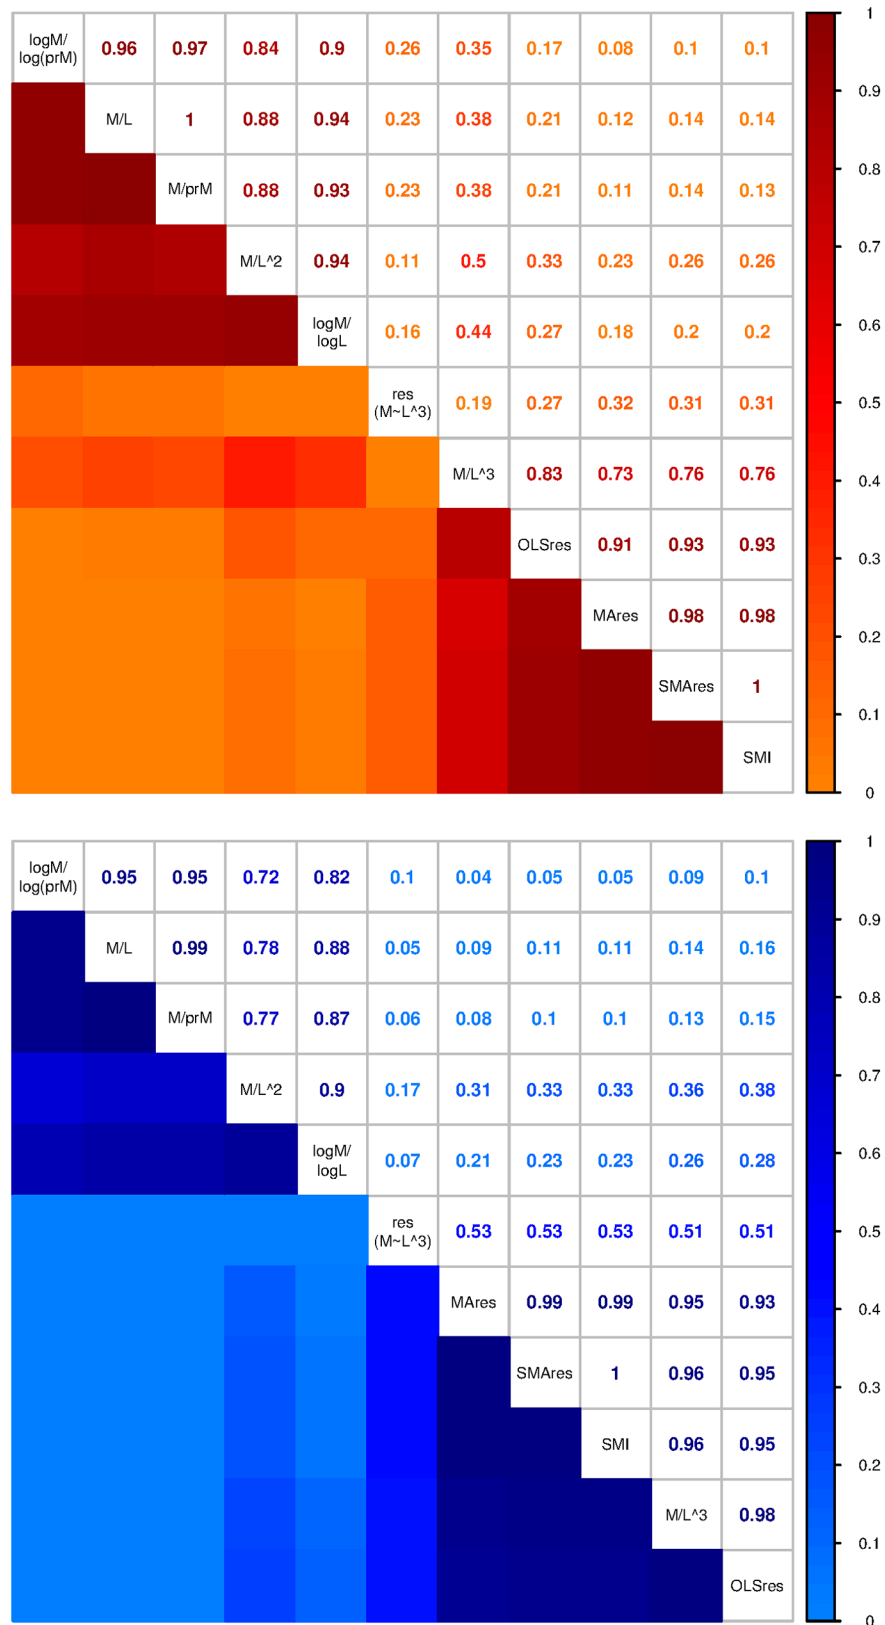 logM/
log(prM) 0.96 0.97 0.84 0.9 0.26 0.35 0.17 0.08 0.1 0.1
M/L 1 0.88 0.94 0.23 0.38 0.21 0.12 0.14 0.14
M/prM 0.88 0.93 0.23 0.38 0.21 0.11 0.14 0.13
M/L^2 0.94 0.11 0.5 0.33 0.23 0.26 0.26
logM/
logL 0.16 0.44 0.27 0.18 0.2 0.2
res
(M~L^3) 0.19 0.27 0.32 0.31 0.31
M/L^3 0.83 0.73 0.76 0.76
OLSres 0.91 0.93 0.93
MAres 0.98 0.98
SMAres 1
SMI
1
0.9
0.8
0.7
0.6
0.5
0.4
0.3
0.2
0.1
0
logM/
log(prM) 0.95 0.95 0.72 0.82 0.1 0.04 0.05 0.05 0.09 0.1
M/L 0.99 0.78 0.88 0.05 0.09 0.11 0.11 0.14 0.16
M/prM 0.77 0.87 0.06 0.08 0.1 0.1 0.13 0.15
M/L^2 0.9 0.17 0.31 0.33 0.33 0.36 0.38
logM/
logL 0.07 0.21 0.23 0.23 0.26 0.28
res
(M~L^3) 0.53 0.53 0.53 0.51 0.51
MAres 0.99 0.99 0.95 0.93
SMAres 1 0.96 0.95
SMI 0.96 0.95
M/L^3 0.98
OLSres
1
0.9
0.8
0.7
0.6
0.5
0.4
0.3
0.2
0.1
0